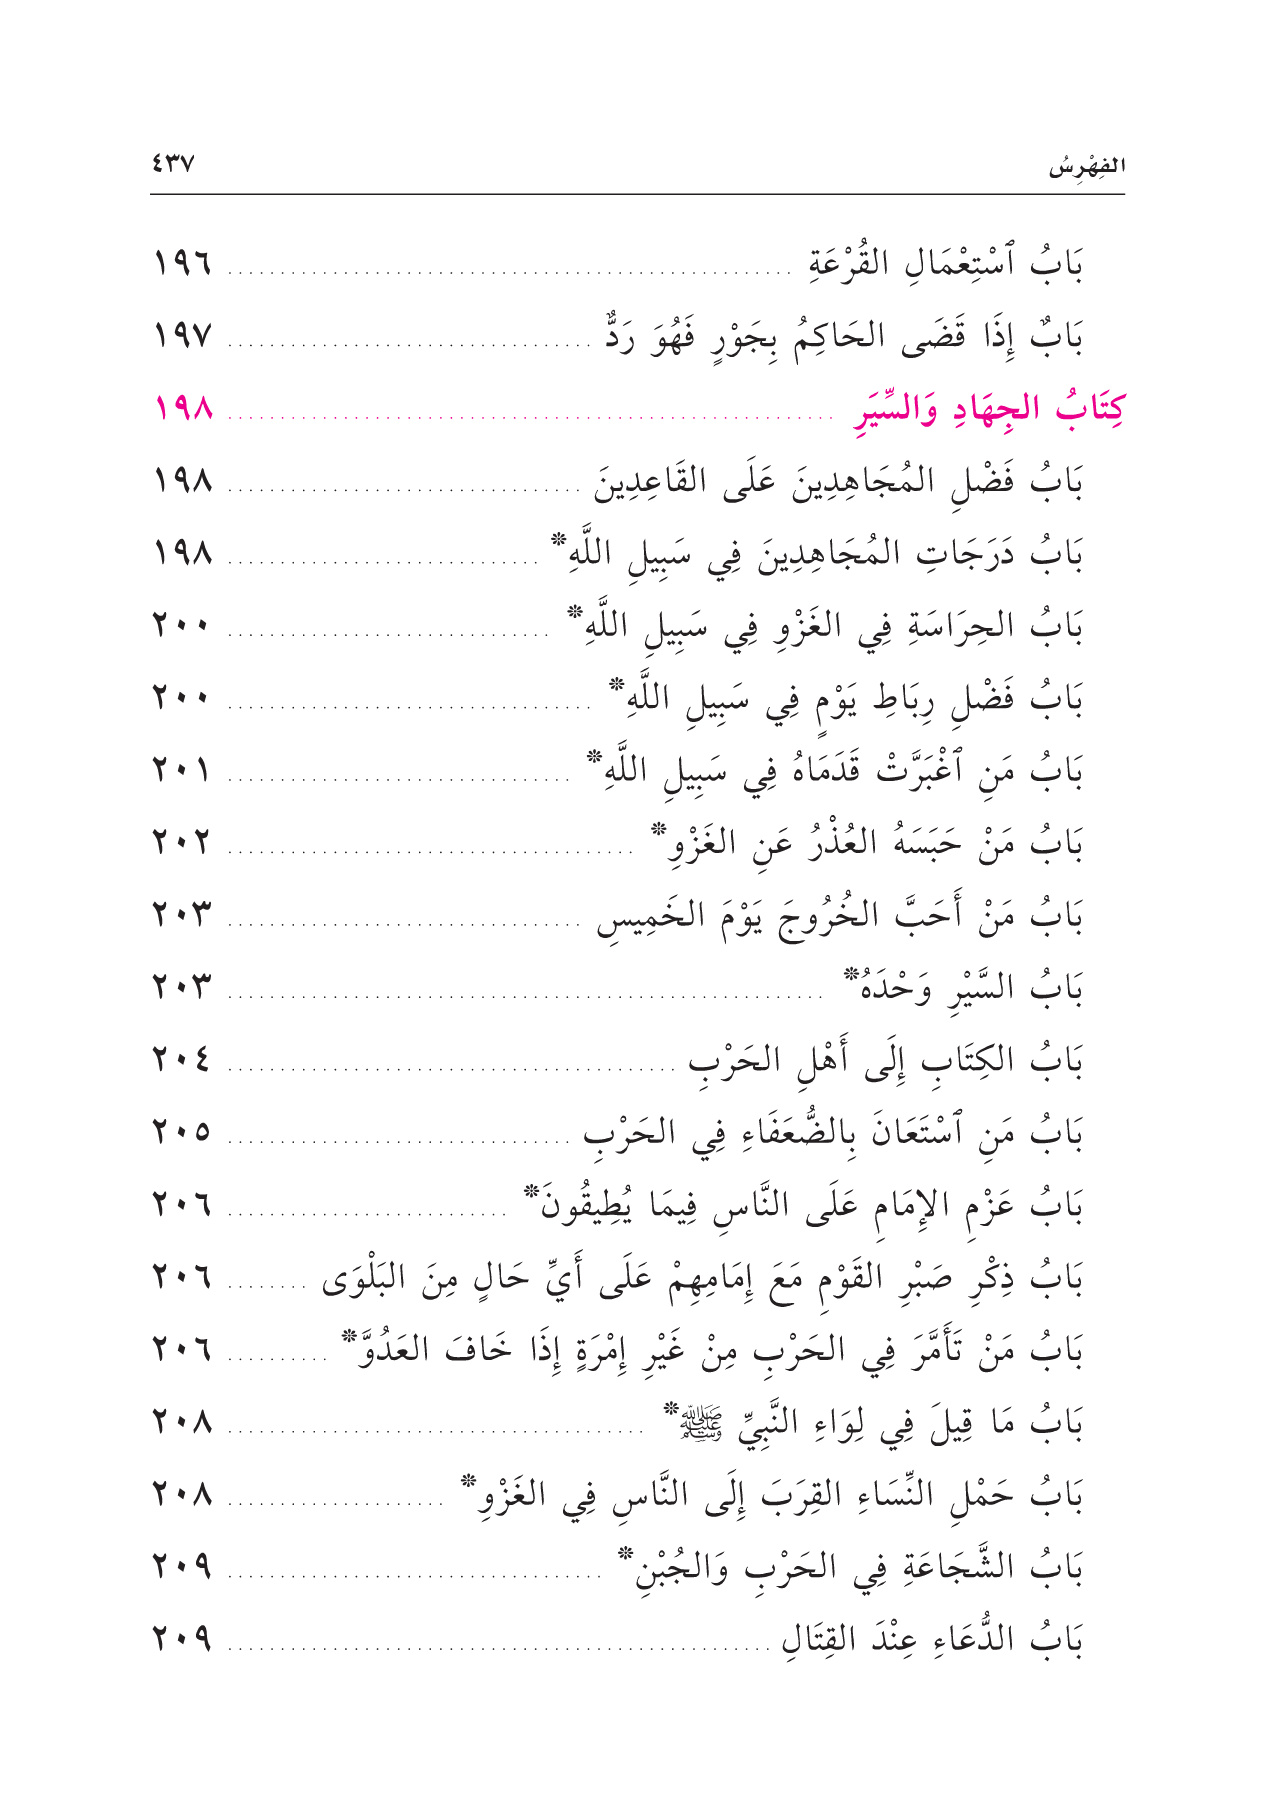 الفِهْرِسُ ٤٣٧
بَابُ ٱسْتِعْمَالِ القُرْعَةِ ١٩٦
بَابٌ إِذَا قَضَى الحَاكِمُ بِجَوْرٍ فَهُوَ رَدٌّ ١٩٧
كِتَابُ الجِهَادِ وَالسِّيَرِ ١٩٨
بَابُ فَضْلِ المُجَاهِدِينَ عَلَى القَاعِدِينَ ١٩٨
بَابُ دَرَجَاتِ المُجَاهِدِينَ فِي سَبِيلِ اللَّهِ* ١٩٨
بَابُ الحِرَاسَةِ فِي الغَزْوِ فِي سَبِيلِ اللَّهِ* ٢٠٠
بَابُ فَضْلِ رِبَاطِ يَوْمٍ فِي سَبِيلِ اللَّهِ* ٢٠٠
بَابُ مَنِ ٱغْبَرَّتْ قَدَمَاهُ فِي سَبِيلِ اللَّهِ* ٢٠١
بَابُ مَنْ حَبَسَهُ العُذْرُ عَنِ الغَزْوِ* ٢٠٢
بَابُ مَنْ أَحَبَّ الخُرُوجَ يَوْمَ الخَمِيسِ ٢٠٣
بَابُ السَّيْرِ وَحْدَهُ* ٢٠٣
بَابُ الكِتَابِ إِلَى أَهْلِ الحَرْبِ ٢٠٤
بَابُ مَنِ ٱسْتَعَانَ بِالضُّعَفَاءِ فِي الحَرْبِ ٢٠٥
بَابُ عَزْمِ الإِمَامِ عَلَى النَّاسِ فِيمَا يُطِيقُونَ* ٢٠٦
بَابُ ذِكْرِ صَبْرِ القَوْمِ مَعَ إِمَامِهِمْ عَلَى أَيِّ حَالٍ مِنَ البَلْوَى ٢٠٦
بَابُ مَنْ تَأَمَّرَ فِي الحَرْبِ مِنْ غَيْرِ إِمْرَةٍ إِذَا خَافَ العَدُوَّ* ٢٠٦
بَابُ مَا قِيلَ فِي لِوَاءِ النَّبِيِّ ﷺ* ٢٠٨
بَابُ حَمْلِ النِّسَاءِ القِرَبَ إِلَى النَّاسِ فِي الغَزْوِ* ٢٠٨
بَابُ الشَّجَاعَةِ فِي الحَرْبِ وَالجُبْنِ* ٢٠٩
بَابُ الدُّعَاءِ عِنْدَ القِتَالِ ٢٠٩